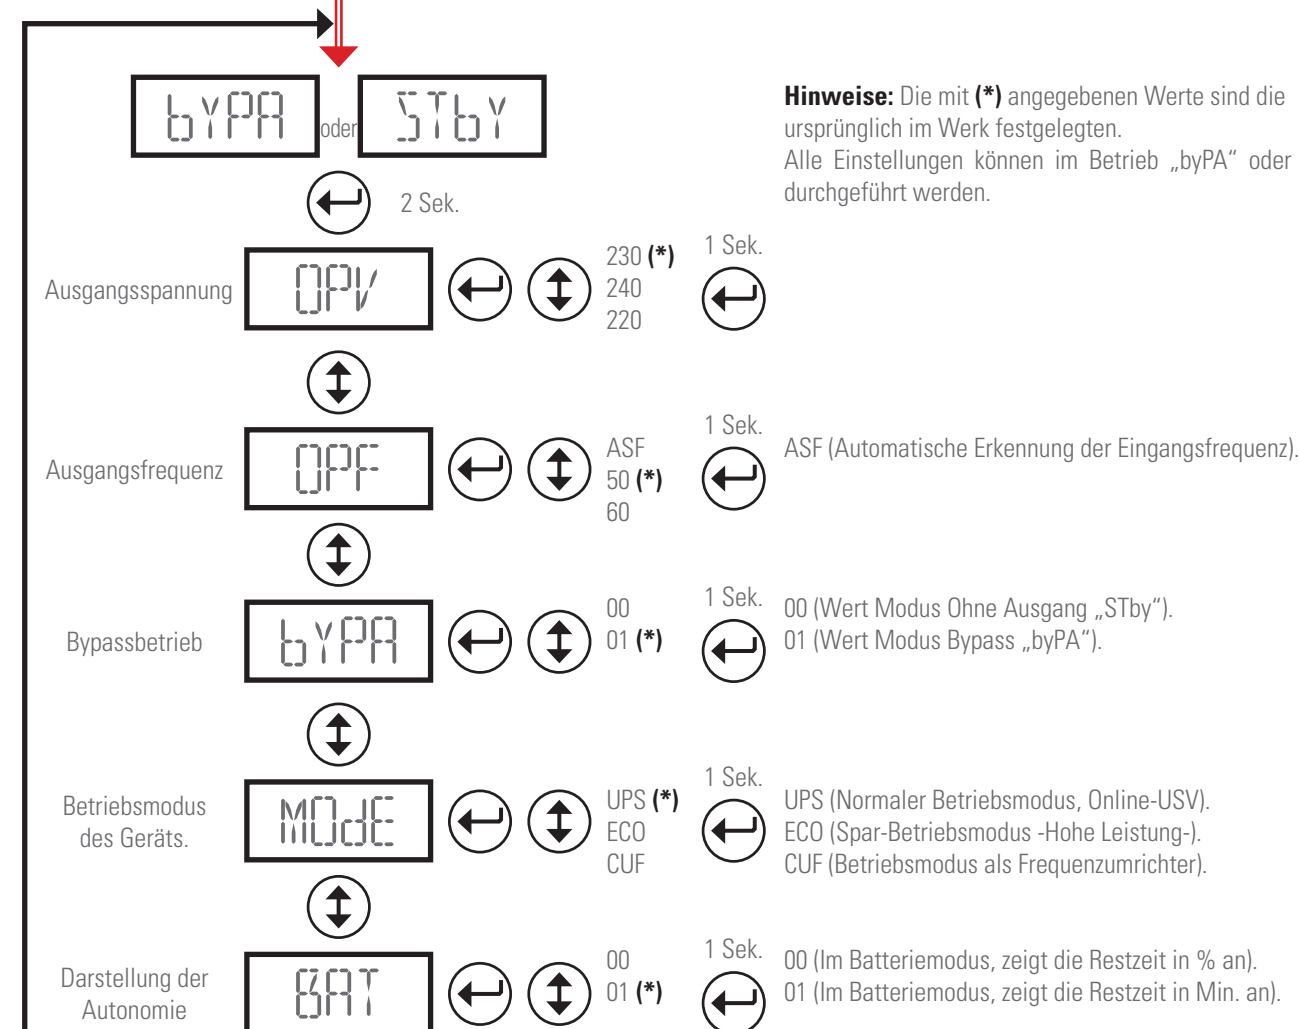 bYPA
oder
STbY
Hinweise: Die mit (*) angegebenen Werte sind die
ursprünglich im Werk festgelegten.
Alle Einstellungen können im Betrieb „byPA“ oder
durchgeführt werden.
2 Sek.
Ausgangsspannung
OPV
230 (*)
240
220
1 Sek.
Ausgangsfrequenz
OPF
ASF
50 (*)
60
1 Sek.
ASF (Automatische Erkennung der Eingangsfrequenz).
Bypassbetrieb
bYPA
00
01 (*)
1 Sek.
00 (Wert Modus Ohne Ausgang „STby“).
01 (Wert Modus Bypass „byPA“).
Betriebsmodus
des Geräts.
MOdE
UPS (*)
ECO
CUF
1 Sek.
UPS (Normaler Betriebsmodus, Online-USV).
ECO (Spar-Betriebsmodus -Hohe Leistung-).
CUF (Betriebsmodus als Frequenzumrichter).
Darstellung der
Autonomie
BAT
00
01 (*)
1 Sek.
00 (Im Batteriemodus, zeigt die Restzeit in % an).
01 (Im Batteriemodus, zeigt die Restzeit in Min. an).